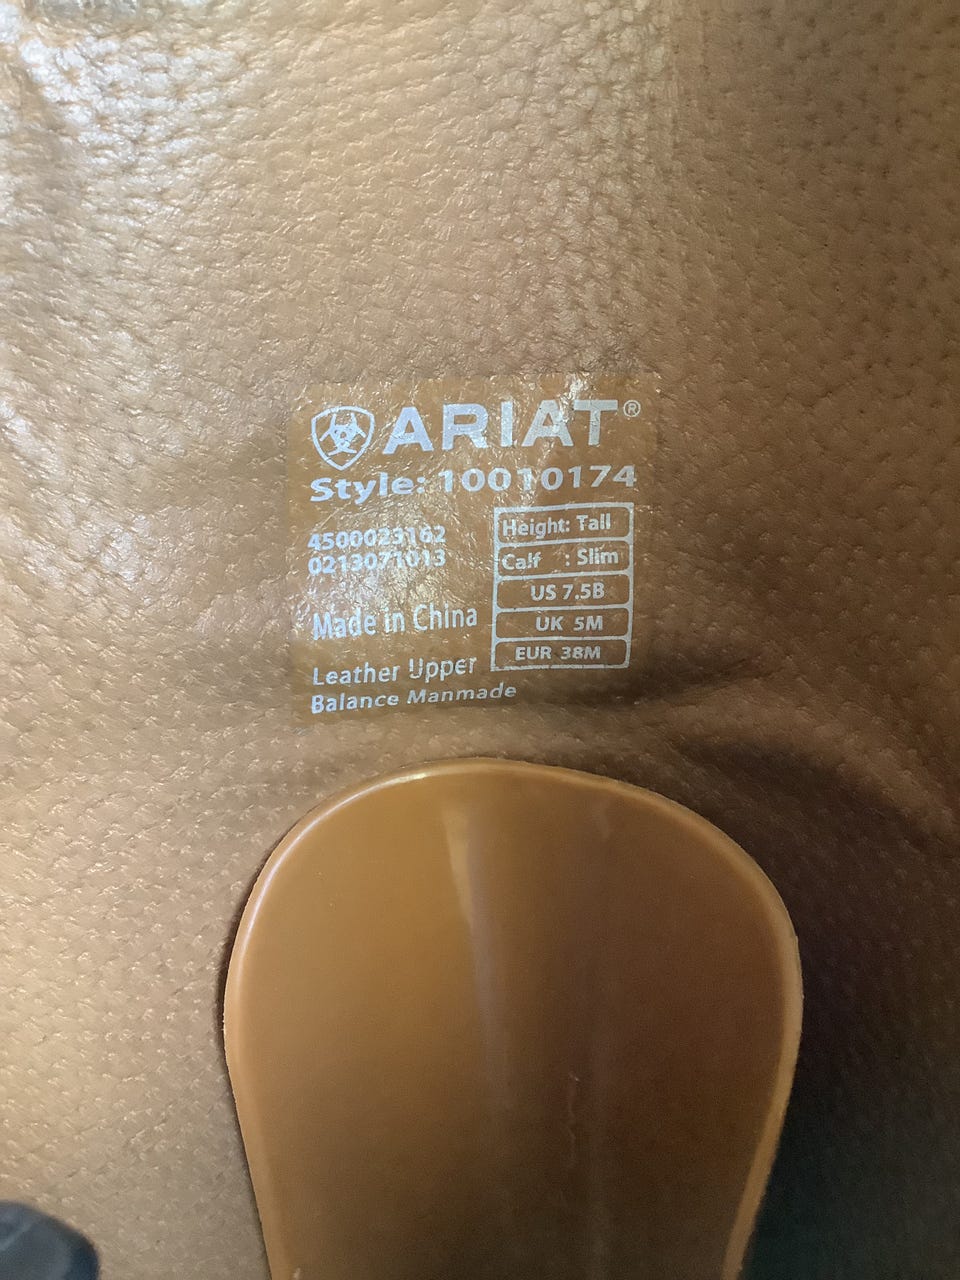 ARIAT®
Style: 10010174
4500023162
0213071013
Made in China
Leather Upper
Balance Manmade
Height: Tall
Calf : Slim
US 7.5B
UK 5M
EUR 38M